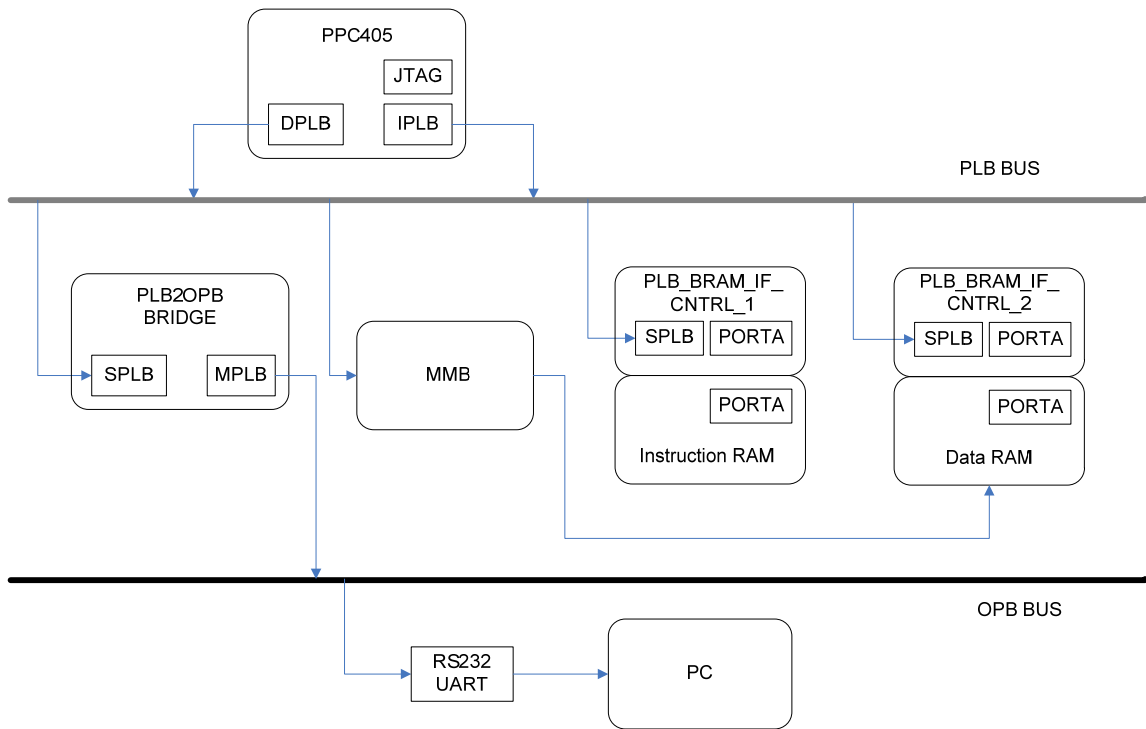 PPC405
JTAG
DPLB
IPLB
PLB BUS
PLB2OPB
BRIDGE
SPLB
MPLB
MMB
PLB_BRAM_IF_
CNTRL_1
SPLB
PORTA
PORTA
Instruction RAM
PLB_BRAM_IF_
CNTRL_2
SPLB
PORTA
PORTA
Data RAM
OPB BUS
RS232
UART
PC